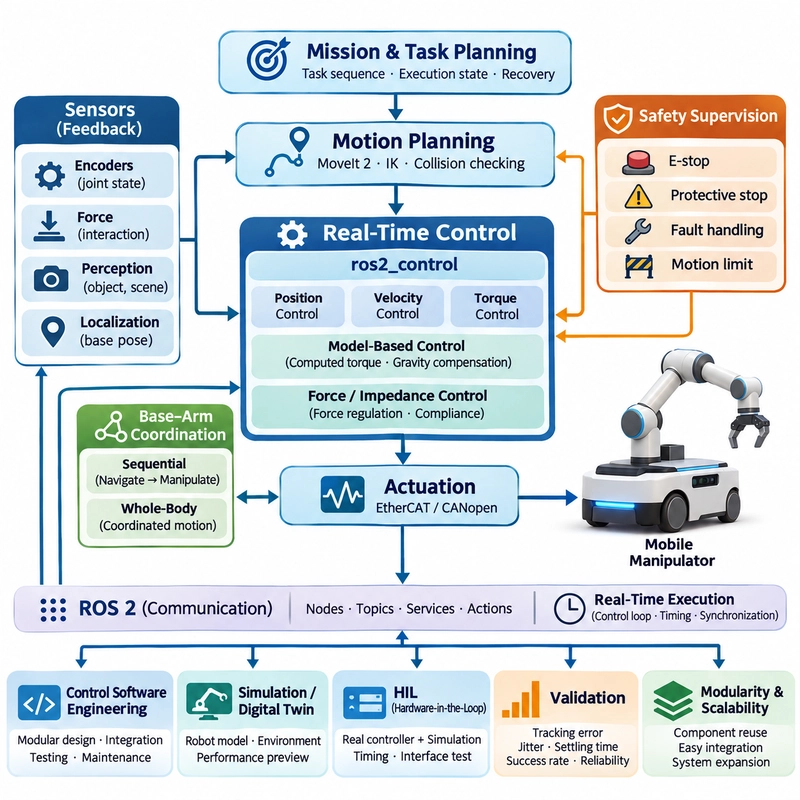 Mission & Task Planning
Task sequence · Execution state · Recovery
Sensors
(Feedback)
Encoders
(joint state)
Force
(interaction)
Perception
(object, scene)
Localization
(base pose)
Motion Planning
MoveIt 2 · IK · Collision checking
Safety Supervision
E-stop
Protective stop
Fault handling
Motion limit
Real-Time Control
ros2_control
Position
Control
Velocity
Control
Torque
Control
Model-Based Control
(Computed torque · Gravity compensation)
Force / Impedance Control
(Force regulation · Compliance)
Base–Arm
Coordination
Sequential
(Navigate → Manipulate)
Whole-Body
(Coordinated motion)
Actuation
EtherCAT / CANopen
Mobile
Manipulator
ROS 2 (Communication)
Nodes · Topics · Services · Actions
Real-Time Execution
(Control loop · Timing · Synchronization)
Control Software
Engineering
Modular design · Integration
Testing · Maintenance
Simulation /
Digital Twin
Robot model · Environment
Performance preview
HIL
(Hardware-in-the-Loop)
Real controller + Simulation
Timing · Interface test
Validation
Tracking error
Jitter · Settling time
Success rate · Reliability
Modularity &
Scalability
Component reuse
Easy integration
System expansion